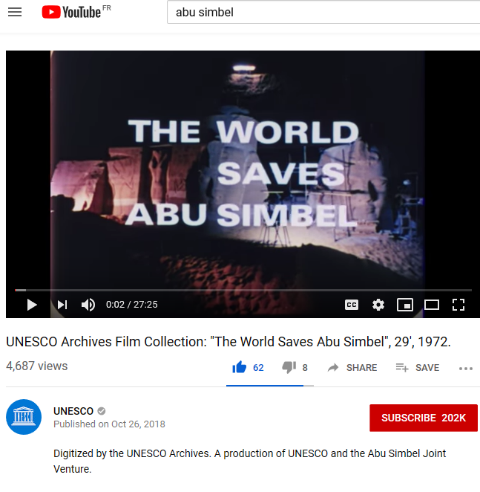 YouTube FR
abu simbel
THE WORLD
SAVES
ABU SIMBEL
0:02 / 27:25
CC
UNESCO Archives Film Collection: "The World Saves Abu Simbel", 29', 1972.
4,687 views
62
8
SHARE
SAVE
UNESCO
Published on Oct 26, 2018
SUBSCRIBE 202K
Digitized by the UNESCO Archives. A production of UNESCO and the Abu Simbel Joint
Venture.